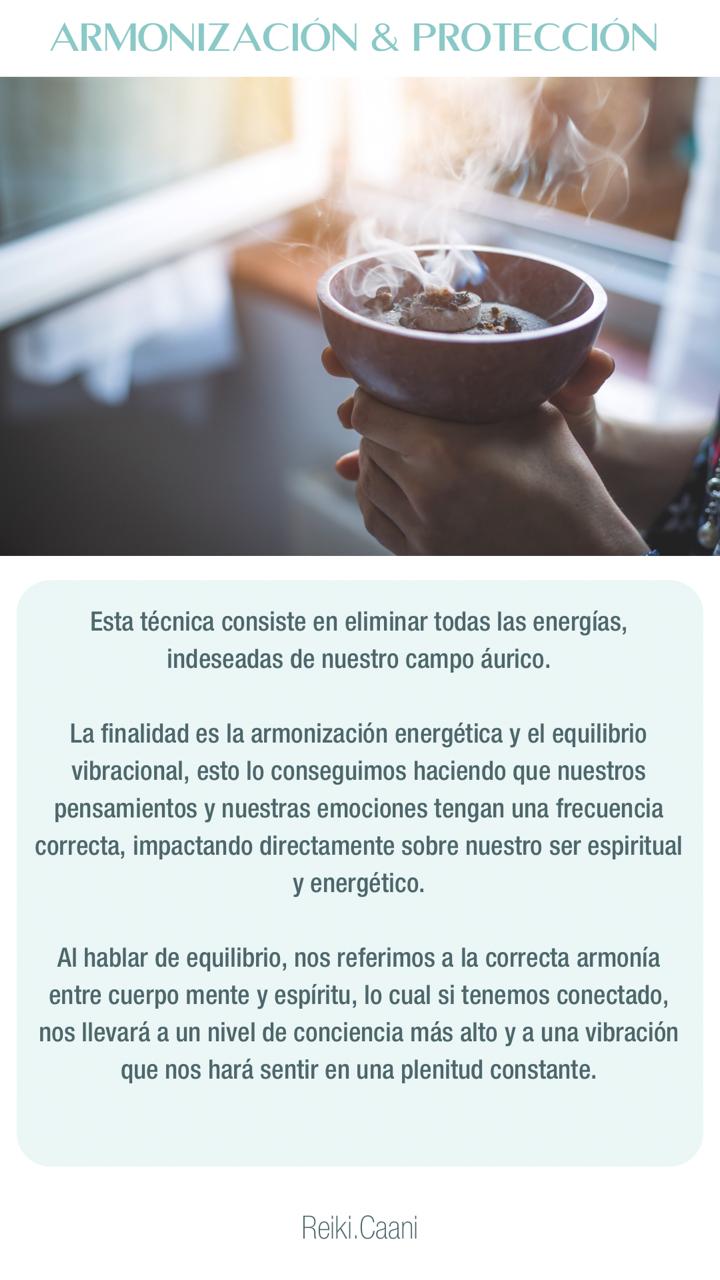 ARMONIZACIÓN & PROTECCIÓN
Esta técnica consiste en eliminar todas las energías,
indeseadas de nuestro campo áurico.
La finalidad es la armonización energética y el equilibrio
vibracional, esto lo conseguimos haciendo que nuestros
pensamientos y nuestras emociones tengan una frecuencia
correcta, impactando directamente sobre nuestro ser espiritual
y energético.
Al hablar de equilibrio, nos referimos a la correcta armonía
entre cuerpo mente y espíritu, lo cual si tenemos conectado,
nos llevará a un nivel de conciencia más alto y a una vibración
que nos hará sentir en una plenitud constante.
Reiki.Caani